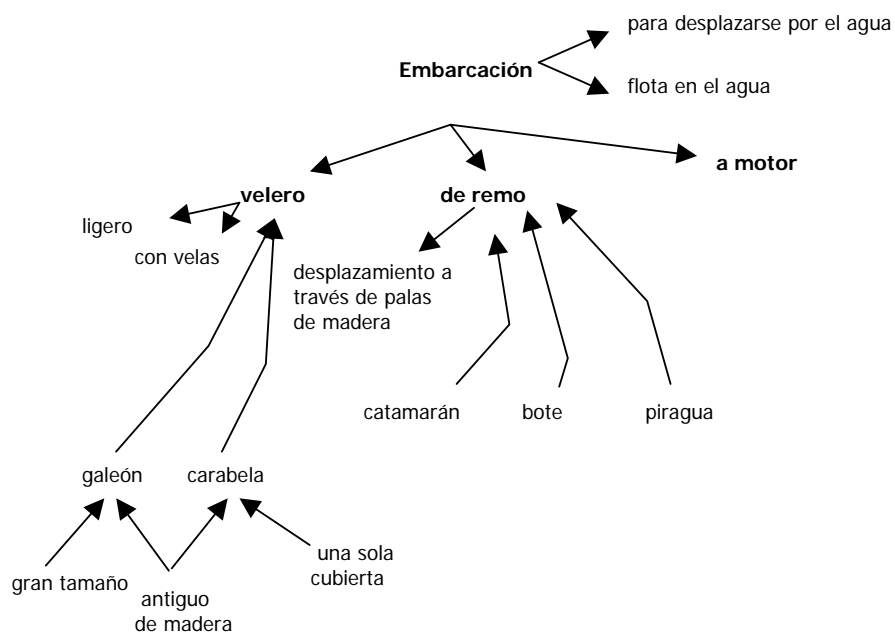 para desplazarse por el agua
Embarcación
flota en el agua
a motor
velero
de remo
ligero
con velas
desplazamiento a
través de palas
de madera
catamarán
bote
piragua
galeón
carabela
una sola
cubierta
gran tamaño
antiguo
de madera